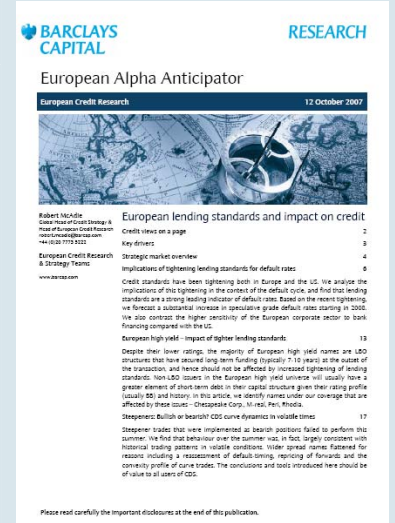 BARCLAYS
CAPITAL
RESEARCH
European Alpha Anticipator
European Credit Research 12 October 2007
Robert McAdie
Global Head of Credit Strategy &
Head of European Credit Research
robert.mcadie@barcap.com
+44 (0)20 7773
European Credit Research
& Strategy Teams
www.barcap.com
European lending standards and impact on credit
Credit views on a page 2
Key drivers 3
Strategic market overview 4
Implications of tightening lending standards for default rates 6
Credit standards have been tightening both in Europe and the US. We analyse the
implications of this tightening in the context of the default cycle, and find that lending
standards are a strong leading indicator of default rates. Based on the recent tightening,
we forecast a substantial increase in speculative grade default rates starting in 2008.
We also contrast the higher sensitivity of the European corporate sector to bank
financing compared with the US.
European high yield – impact of tighter lending standards 13
Despite their lower ratings, the majority of European high yield names are LBO
structures that have secured long-term funding (typically 7-10 years) at the outset of
the transaction, and hence should not be affected by increased tightening of lending
standards. Non-LBO issuers in the European high yield universe will usually have a
greater element of short-term debt in their capital structure given their rating profile
(usually BB) and history. In this article, we identify names under our coverage that are
affected by these issues – Chesapeake Corp., M-real, Peri, Rhodia.
Steepeners: Bullish or bearish? CDS curve dynamics in volatile times 17
Steepener trades that were implemented as bearish positions failed to perform this
summer. We find that behaviour over the summer was, in fact, largely consistent with
historical trading patterns in volatile conditions. Wider spread names flattened for
reasons including a reassessment of default-timing, repricing of forwards and the
convexity profile of curve trades. The conclusions and tools introduced here should be
of value to all users of CDS.
Please read carefully the important disclosures at the end of this publication.